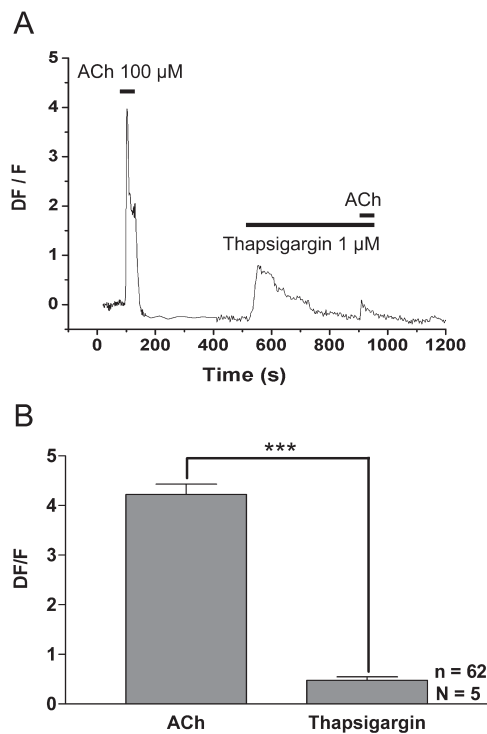 A
ACh 100 µM
ACh
Thapsigargin 1 µM
DF / F
5
4
3
2
1
0
0 200 400 600 800 1000 1200
Time (s)
B
***
DF/F
5
4
3
2
1
0
n = 62
N = 5
ACh Thapsigargin